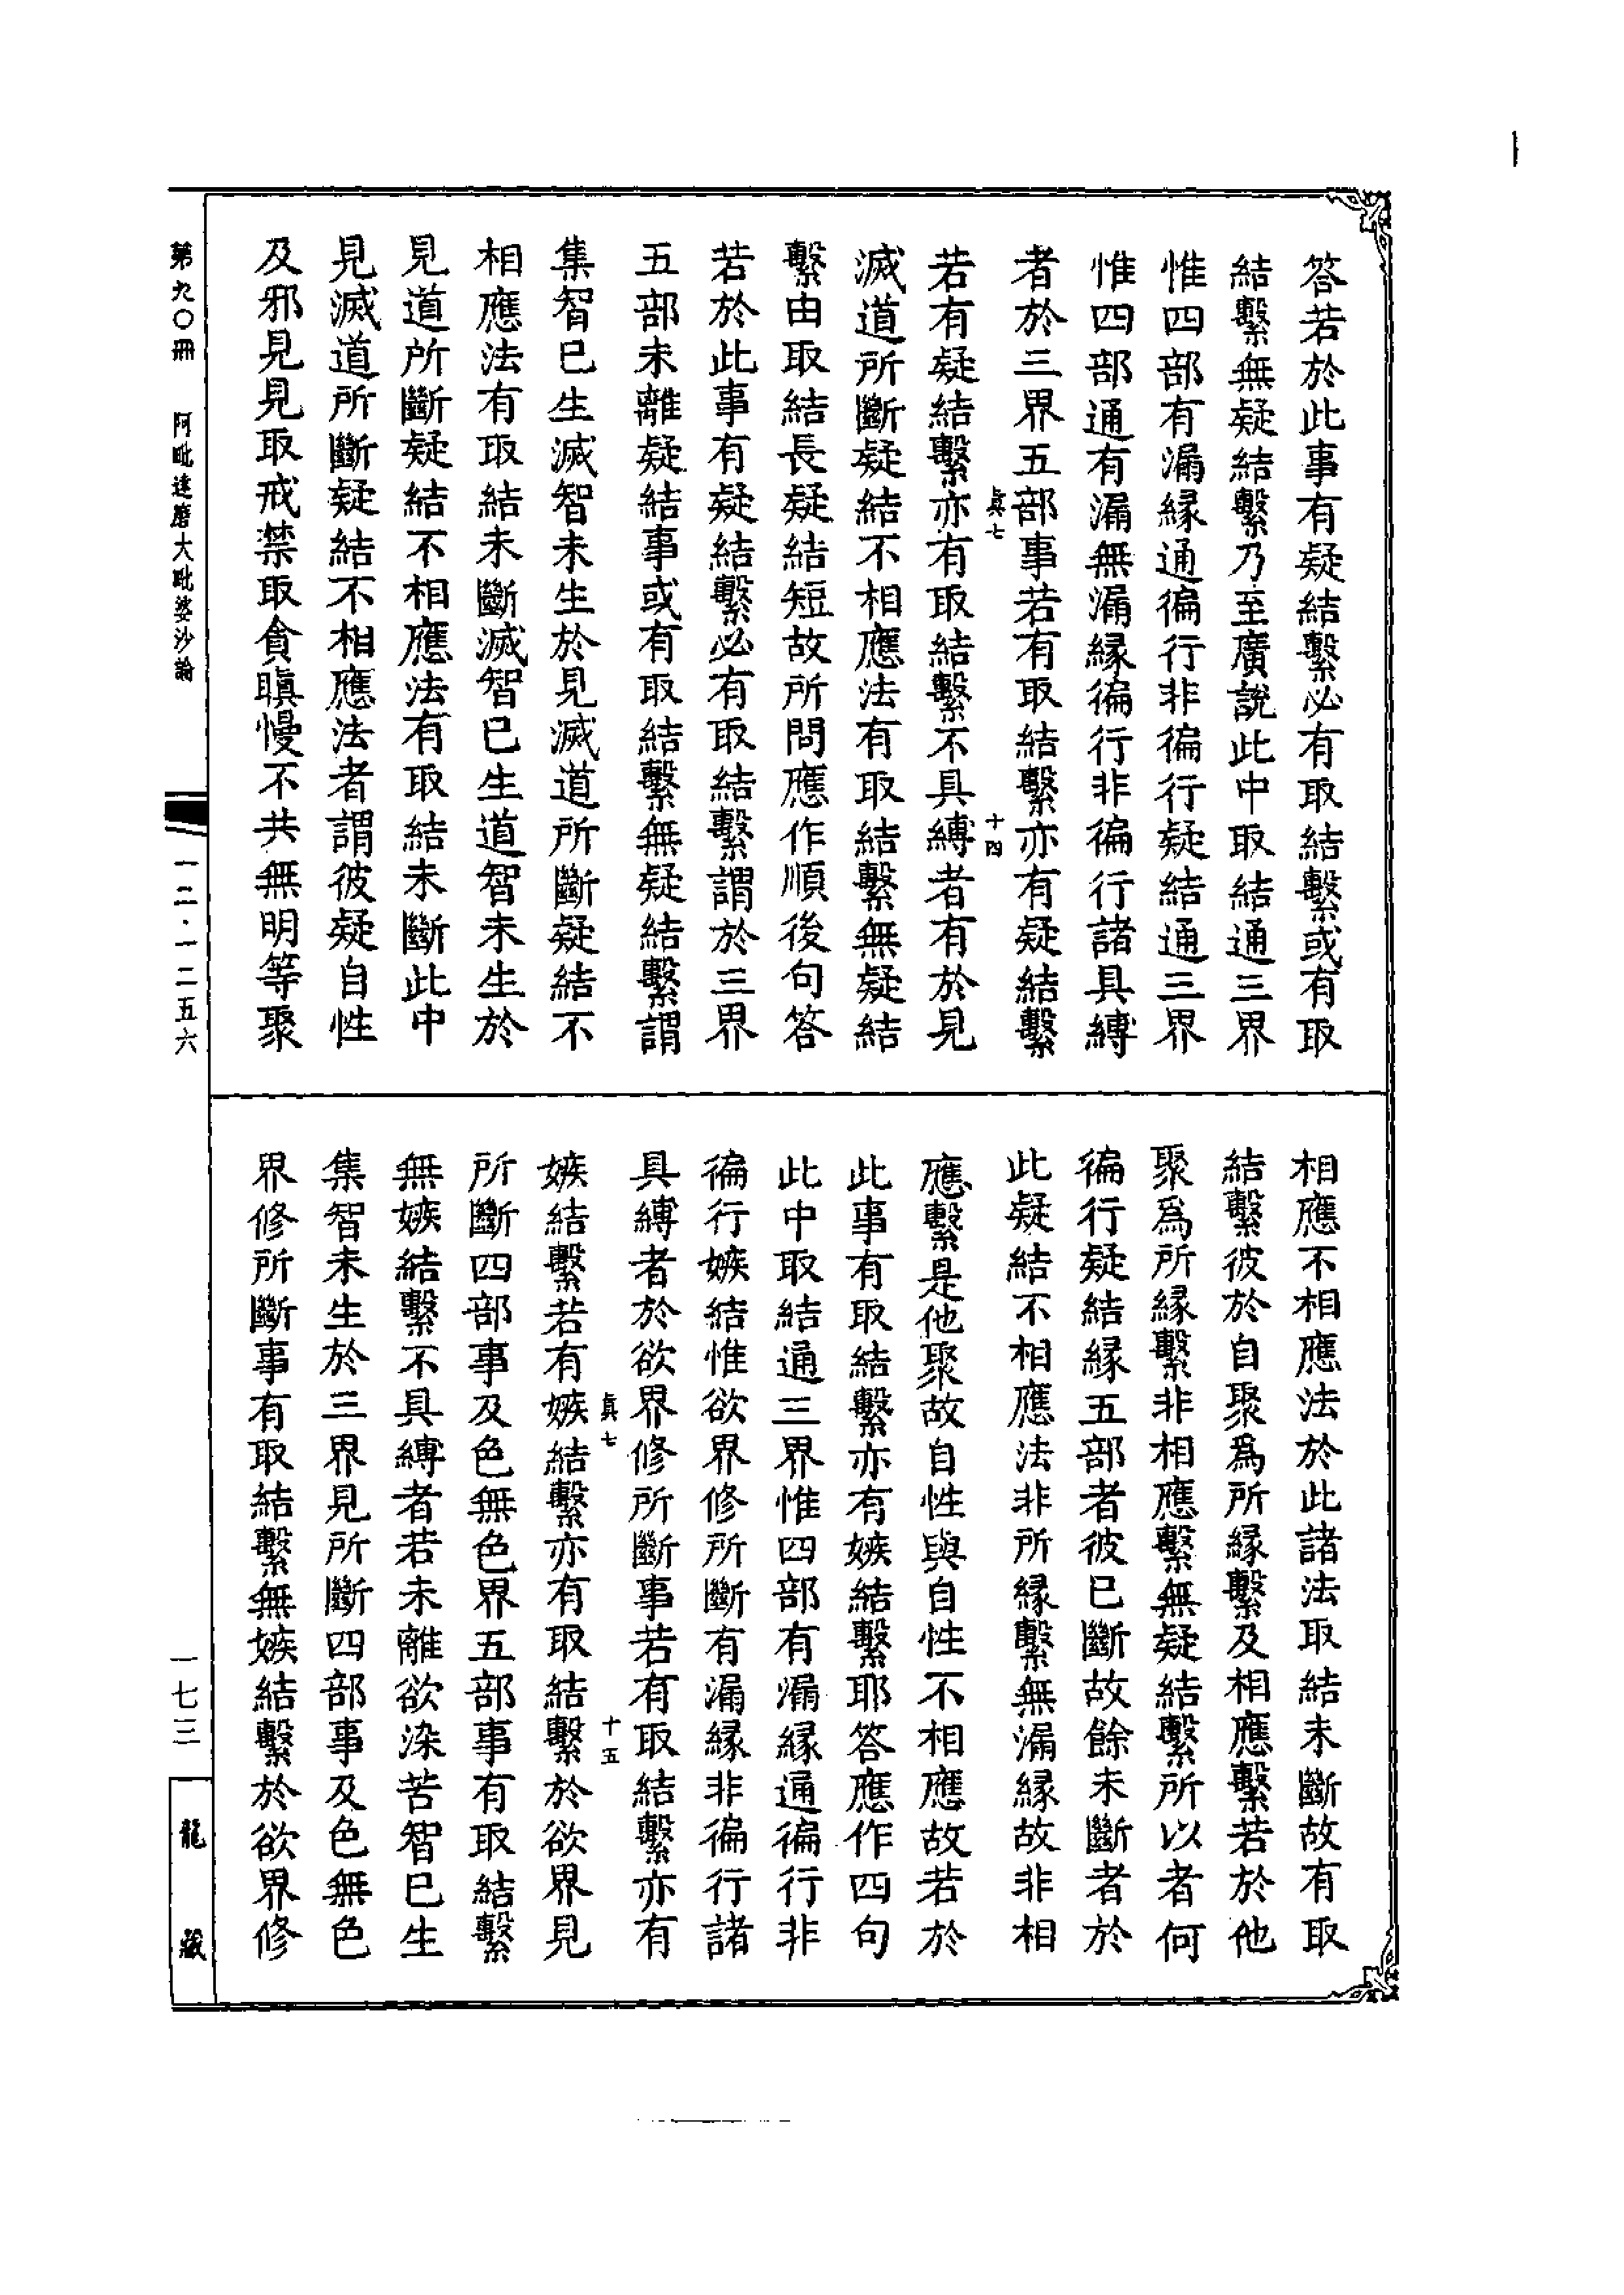 答若於此事有疑結繫必有取結繫或有取
結繫無疑結繫乃至廣說此中取結通三界
惟四部有漏緣通徧行非徧行疑結通三界
惟四部通有漏無漏緣徧行非徧行諸具縛
者於三界五部事若有取結繫亦有疑結繫
眞七
十四
若有疑結繫亦有取結繫不具縛者有於見
滅道所斷疑結不相應法有取結繫無疑結
繫由取結長疑結短故所問應作順後句答
若於此事有疑結繫必有取結繫謂於三界
五部未離疑結事或有取結繫無疑結繫謂
集智已生滅智未生於見滅道所斷疑結不
相應法有取結未斷滅智已生道智未生於
見道所斷疑結不相應法有取結未斷此中
見滅道所斷疑結不相應法者謂彼疑自性
及邪見見取戒禁取貪瞋慢不共無明等聚
相應不相應法於此諸法取結未斷故有取
結繫彼於自聚爲所緣繫及相應繫若於他
聚爲所緣繫非相應繫無疑結繫所以者何
徧行疑結緣五部者彼已斷故餘未斷者於
此疑結不相應法非所緣繫無漏緣故非相
應繫是他聚故自性與自性不相應故若於
此事有取結繫亦有嫉結繫耶答應作四句
此中取結通三界惟四部有漏緣通徧行非
徧行嫉結惟欲界修所斷有漏緣非徧行諸
具縛者於欲界修所斷事若有取結繫亦有
眞七
十五
嫉結繫若有嫉結繫亦有取結繫於欲界見
所斷四部事及色無色界五部事有取結繫
無嫉結繫不具縛者若未離欲染苦智已生
集智未生於三界見所斷四部事及色無色
界修所斷事有取結繫無嫉結繫於欲界修
第九〇冊　阿毗達磨大毗婆沙論
一二·一二五六
一七三
龍藏